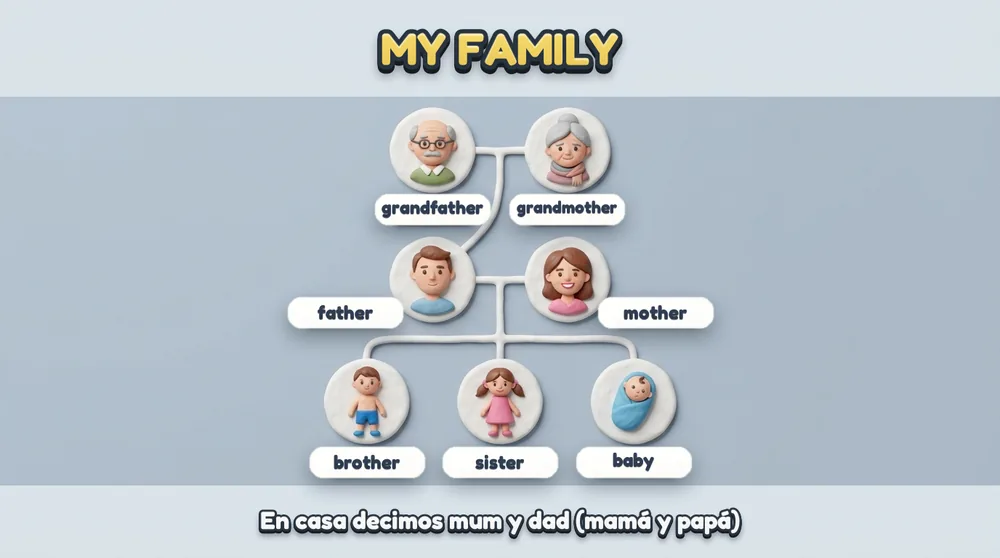 MY FAMILY
grandfather
grandmother
father
mother
brother
sister
baby
En casa decimos mum y dad (mamá y papá)